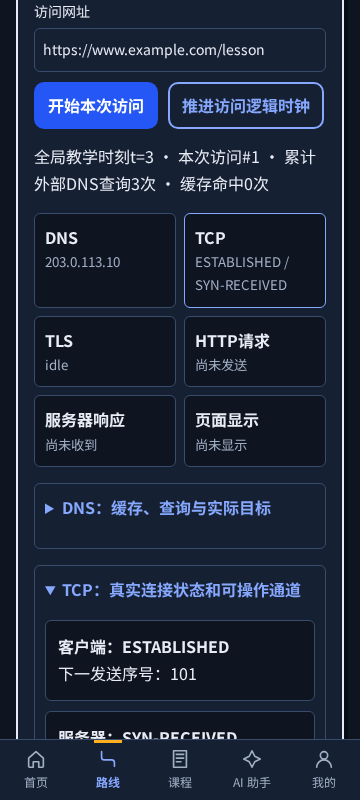 访问网址
https://www.example.com/lesson
开始本次访问
推进访问逻辑时钟
全局教学时刻t=3 • 本次访问#1 • 累计
外部DNS查询3次 • 缓存命中0次
DNS
203.0.113.10
TCP
ESTABLISHED /
SYN-RECEIVED
TLS
idle
HTTP请求
尚未发送
服务器响应
尚未收到
页面显示
尚未显示
▶ DNS：缓存、查询与实际目标
▼ TCP：真实连接状态和可操作通道
客户端：ESTABLISHED
下一发送序号：101
服务器：SYN-RECEIVED
首页
路线
课程
AI 助手
我的